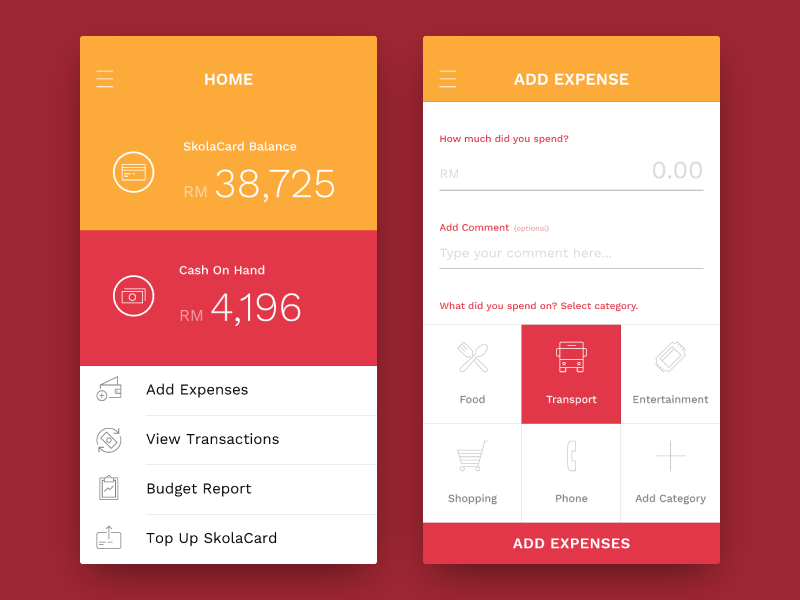 HOME
SkolaCard Balance
RM 38,725
Cash On Hand
RM 4,196
Add Expenses
View Transactions
Budget Report
Top Up SkolaCard
ADD EXPENSE
How much did you spend?
RM 0.00
Add Comment (optional)
Type your comment here...
What did you spend on? Select category.
Food Transport Entertainment
Shopping Phone Add Category
ADD EXPENSES